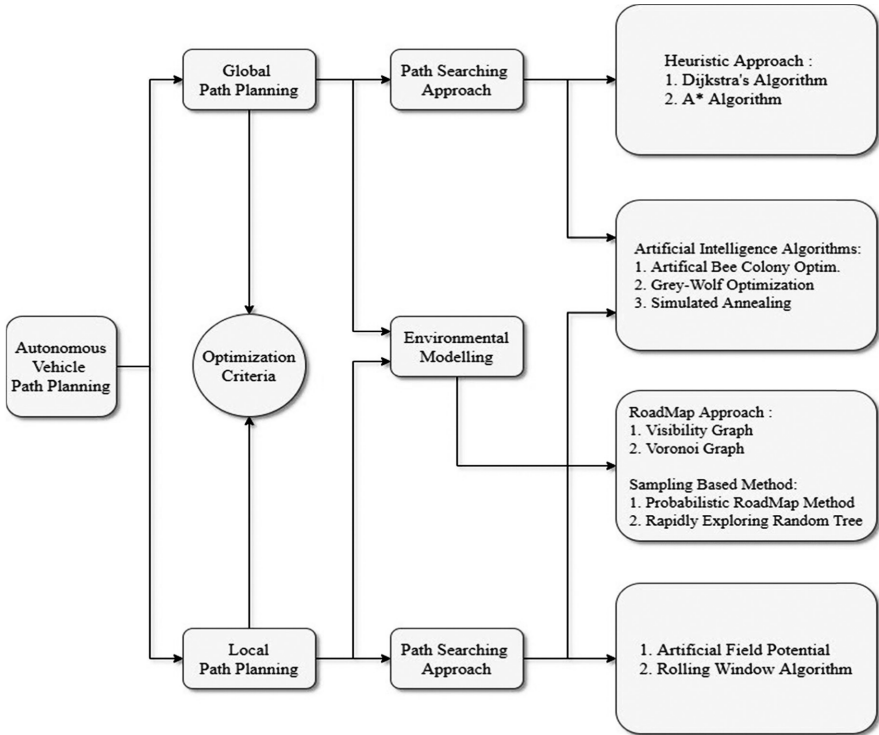 Autonomous
Vehicle
Path Planning
Global
Path Planning
Path Searching
Approach
Heuristic Approach :
1. Dijkstra's Algorithm
2. A* Algorithm
Artificial Intelligence Algorithms:
1. Artifical Bee Colony Optim.
2. Grey-Wolf Optimization
3. Simulated Annealing
Optimization
Criteria
Environmental
Modelling
RoadMap Approach :
1. Visibility Graph
2. Voronoi Graph
Sampling Based Method:
1. Probabilistic RoadMap Method
2. Rapidly Exploring Random Tree
Local
Path Planning
Path Searching
Approach
1. Artificial Field Potential
2. Rolling Window Algorithm